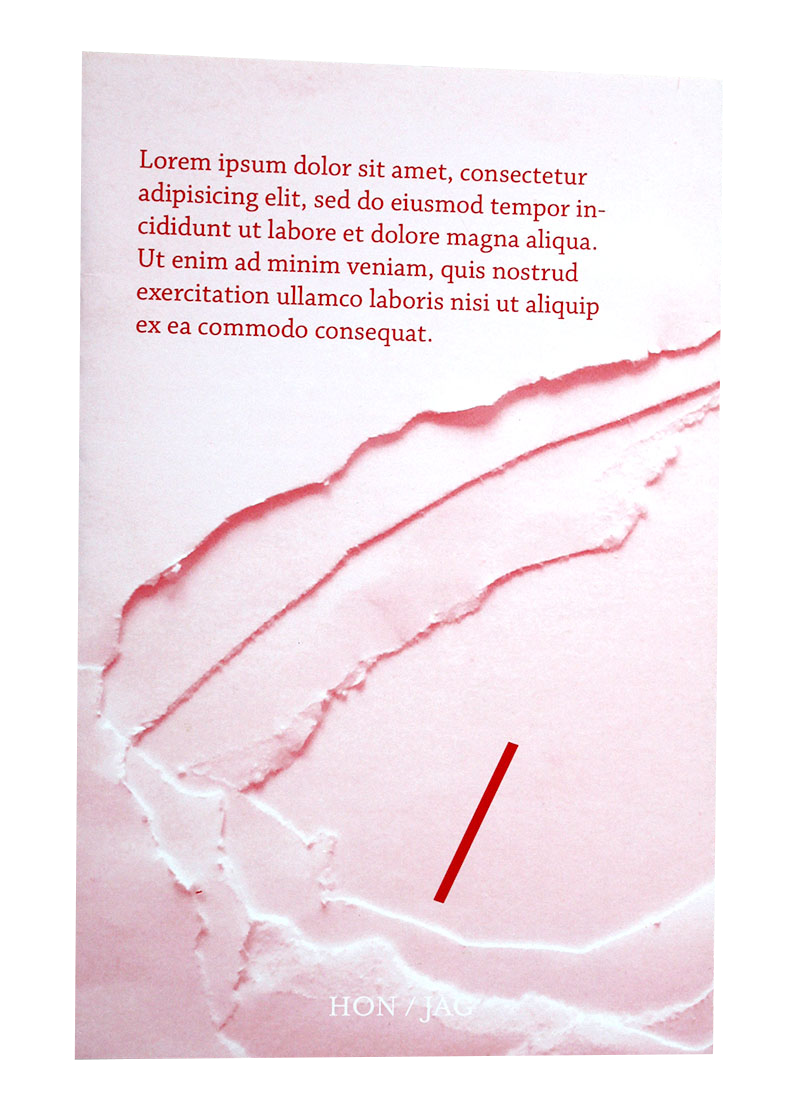 Lorem ipsum dolor sit amet, consectetur
adipisicing elit, sed do eiusmod tempor in-
cididunt ut labore et dolore magna aliqua.
Ut enim ad minim veniam, quis nostrud
exercitation ullamco laboris nisi ut aliquip
ex ea commodo consequat.
/
HON / JAG